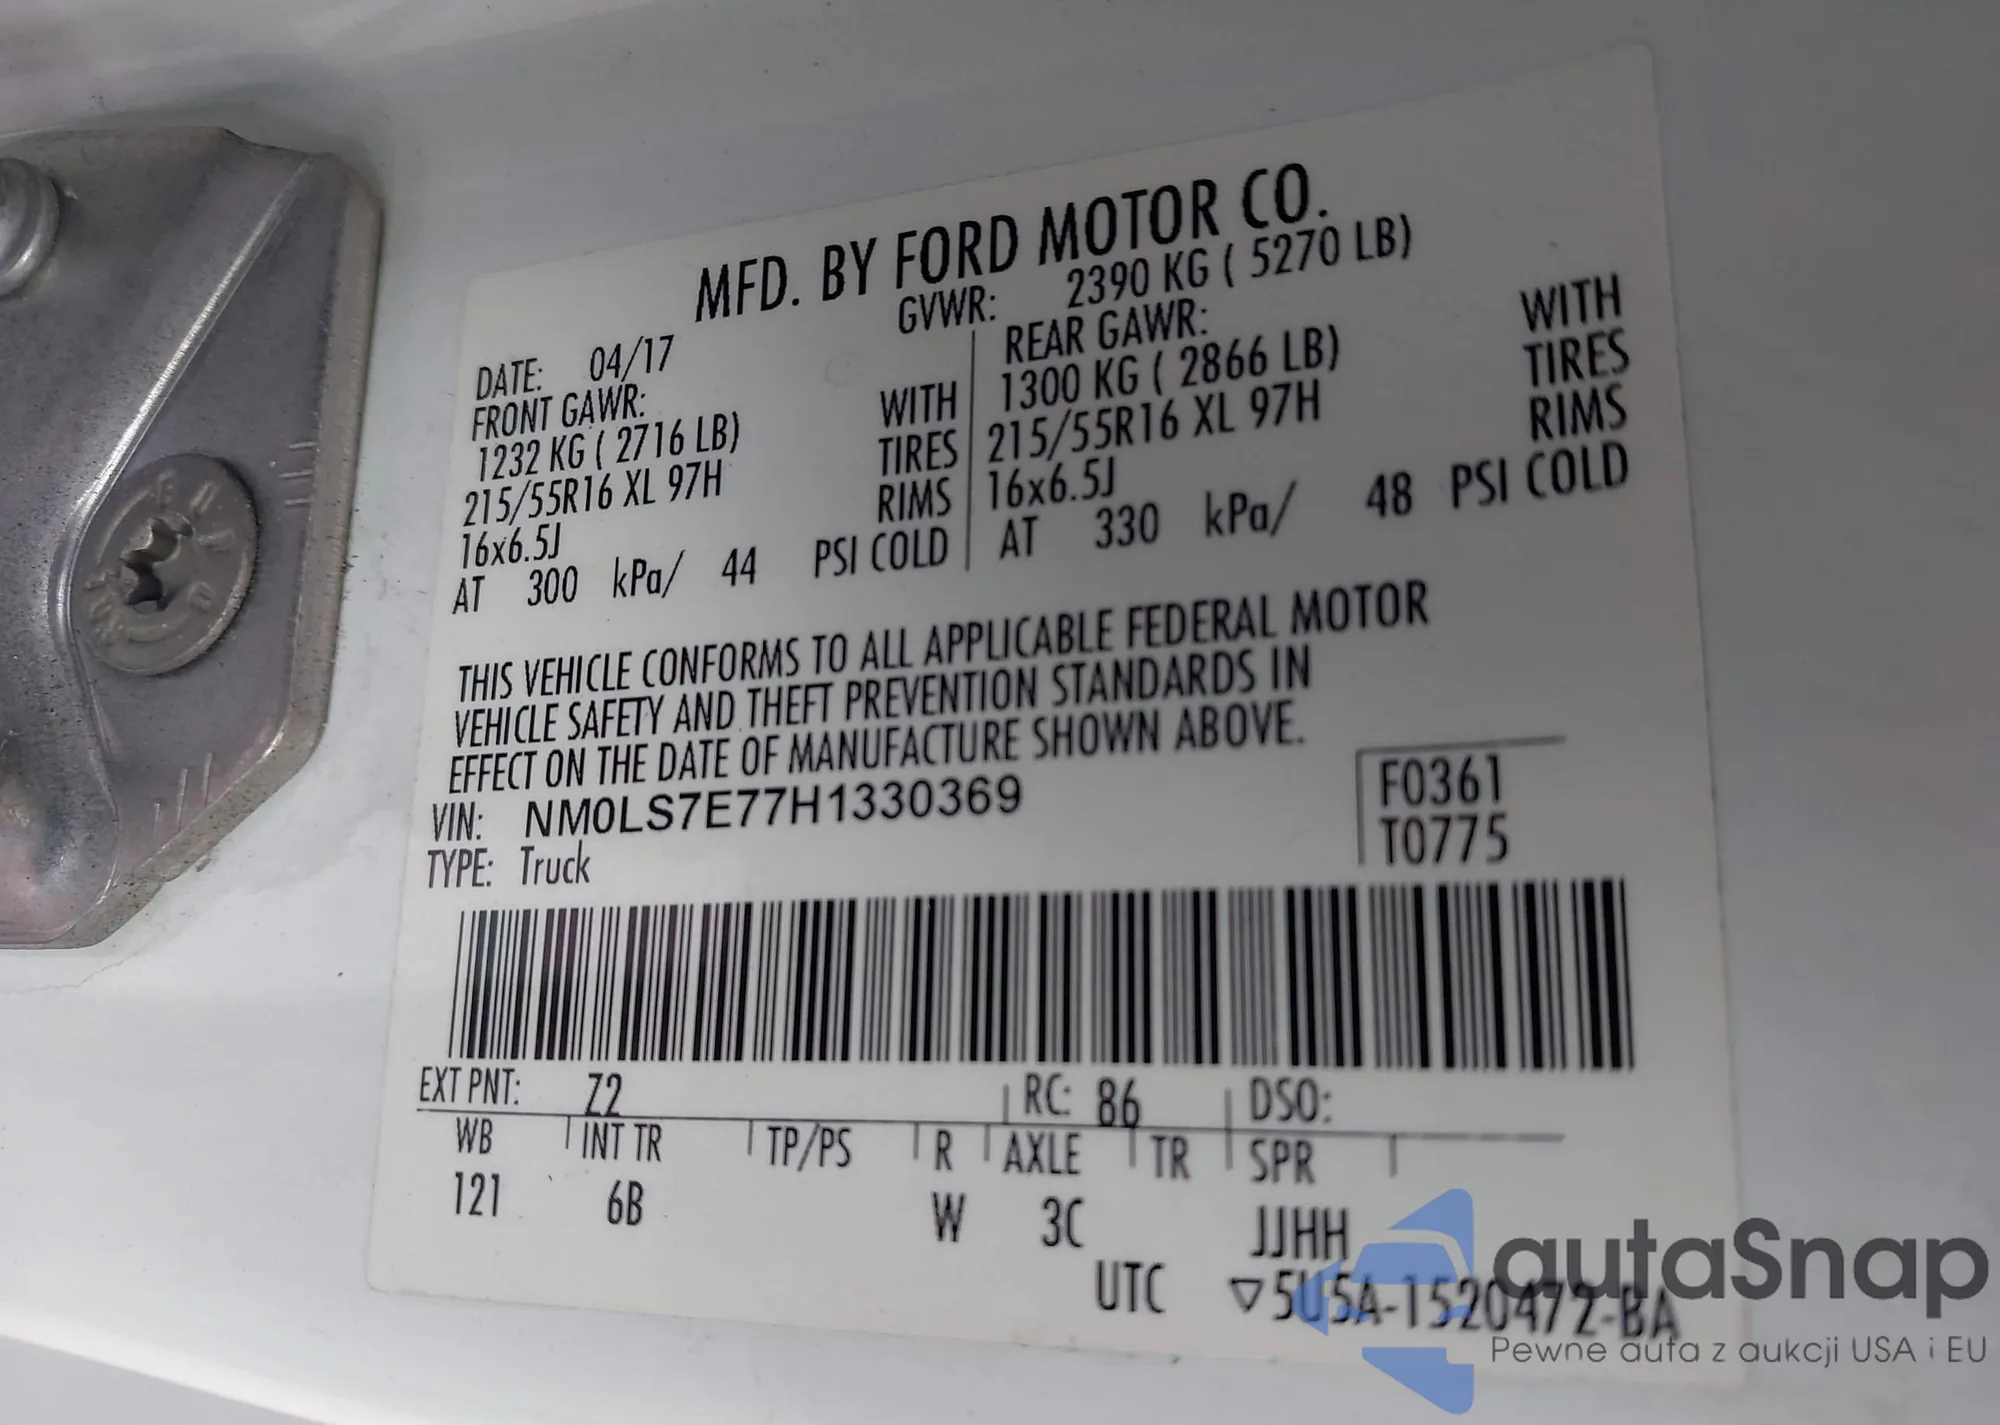 MFD. BY FORD MOTOR CO.
DATE: 04/17 GVWR: 2390 KG ( 5270 LB)
FRONT GAWR: REAR GAWR:
1232 KG ( 2716 LB) WITH 1300 KG ( 2866 LB) WITH
215/55R16 XL 97H TIRES 215/55R16 XL 97H TIRES
16x6.5J RIMS 16x6.5J RIMS
AT 300 kPa/ 44 PSI COLD AT 330 kPa/ 48 PSI COLD
THIS VEHICLE CONFORMS TO ALL APPLICABLE FEDERAL MOTOR
VEHICLE SAFETY AND THEFT PREVENTION STANDARDS IN
EFFECT ON THE DATE OF MANUFACTURE SHOWN ABOVE.
VIN: NM0LS7E77H1330369 F0361
TYPE: Truck T0775
EXT PNT: Z2 RC: 86 DSO:
WB INT TR TP/PS R AXLE TR SPR
121 6B W 3C JJHH
UTC ▽5U5A-1520472-BA
autaSnap
Pewne auta z aukcji USA i EU